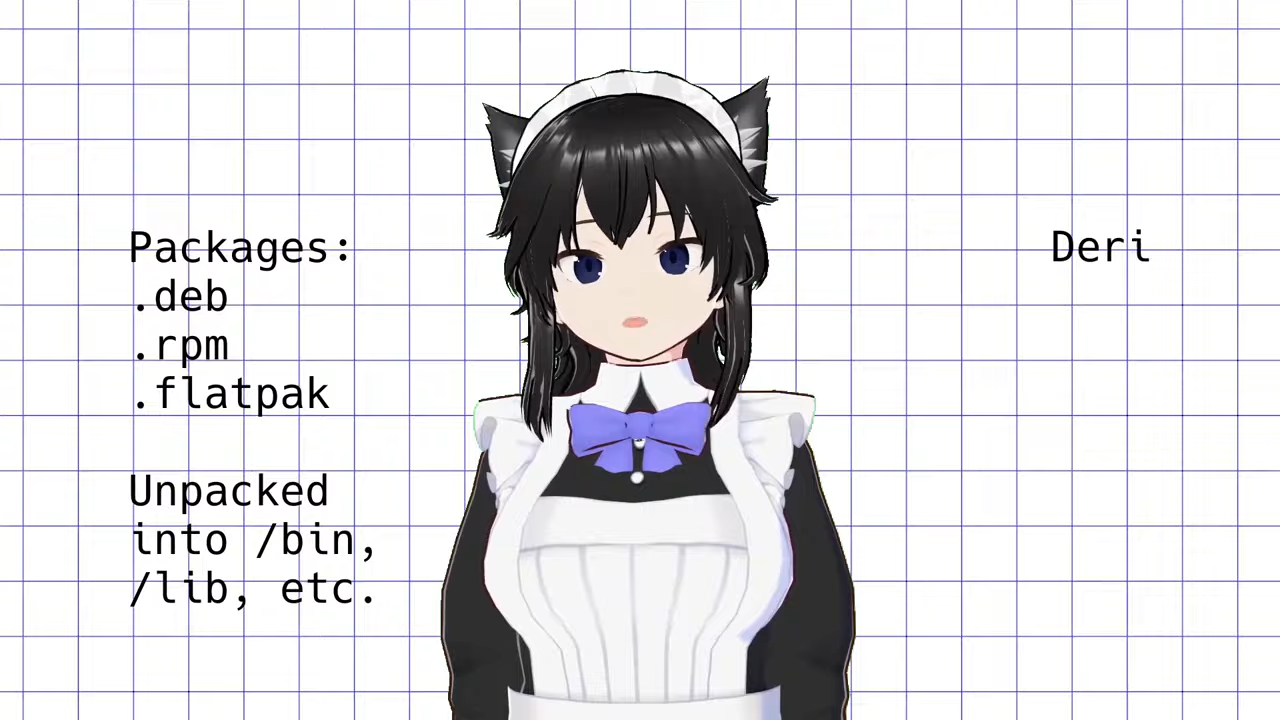 Packages:
.deb
.rpm
.flatpak
Unpacked
into /bin,
/lib, etc.
Deri